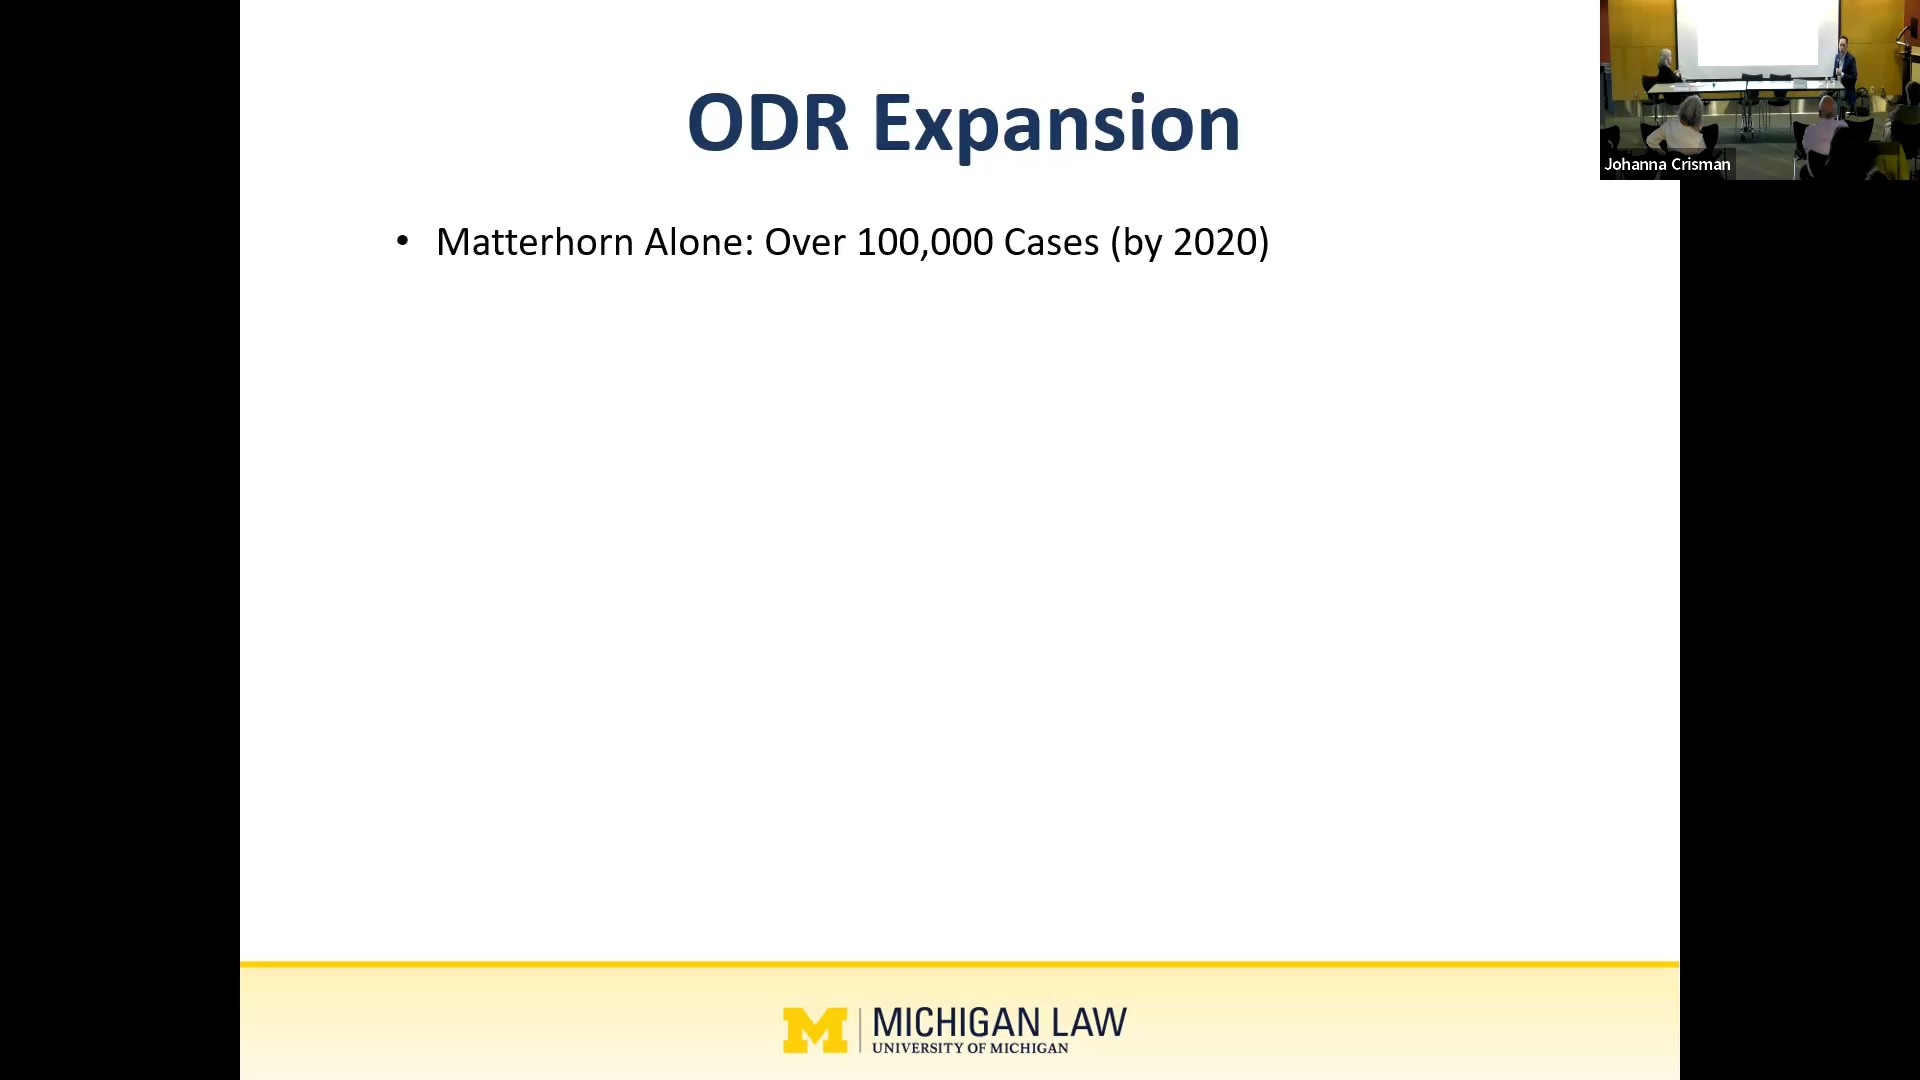 ODR Expansion
• Matterhorn Alone: Over 100,000 Cases (by 2020)
Johanna Crisman
M | MICHIGAN LAW
UNIVERSITY OF MICHIGAN